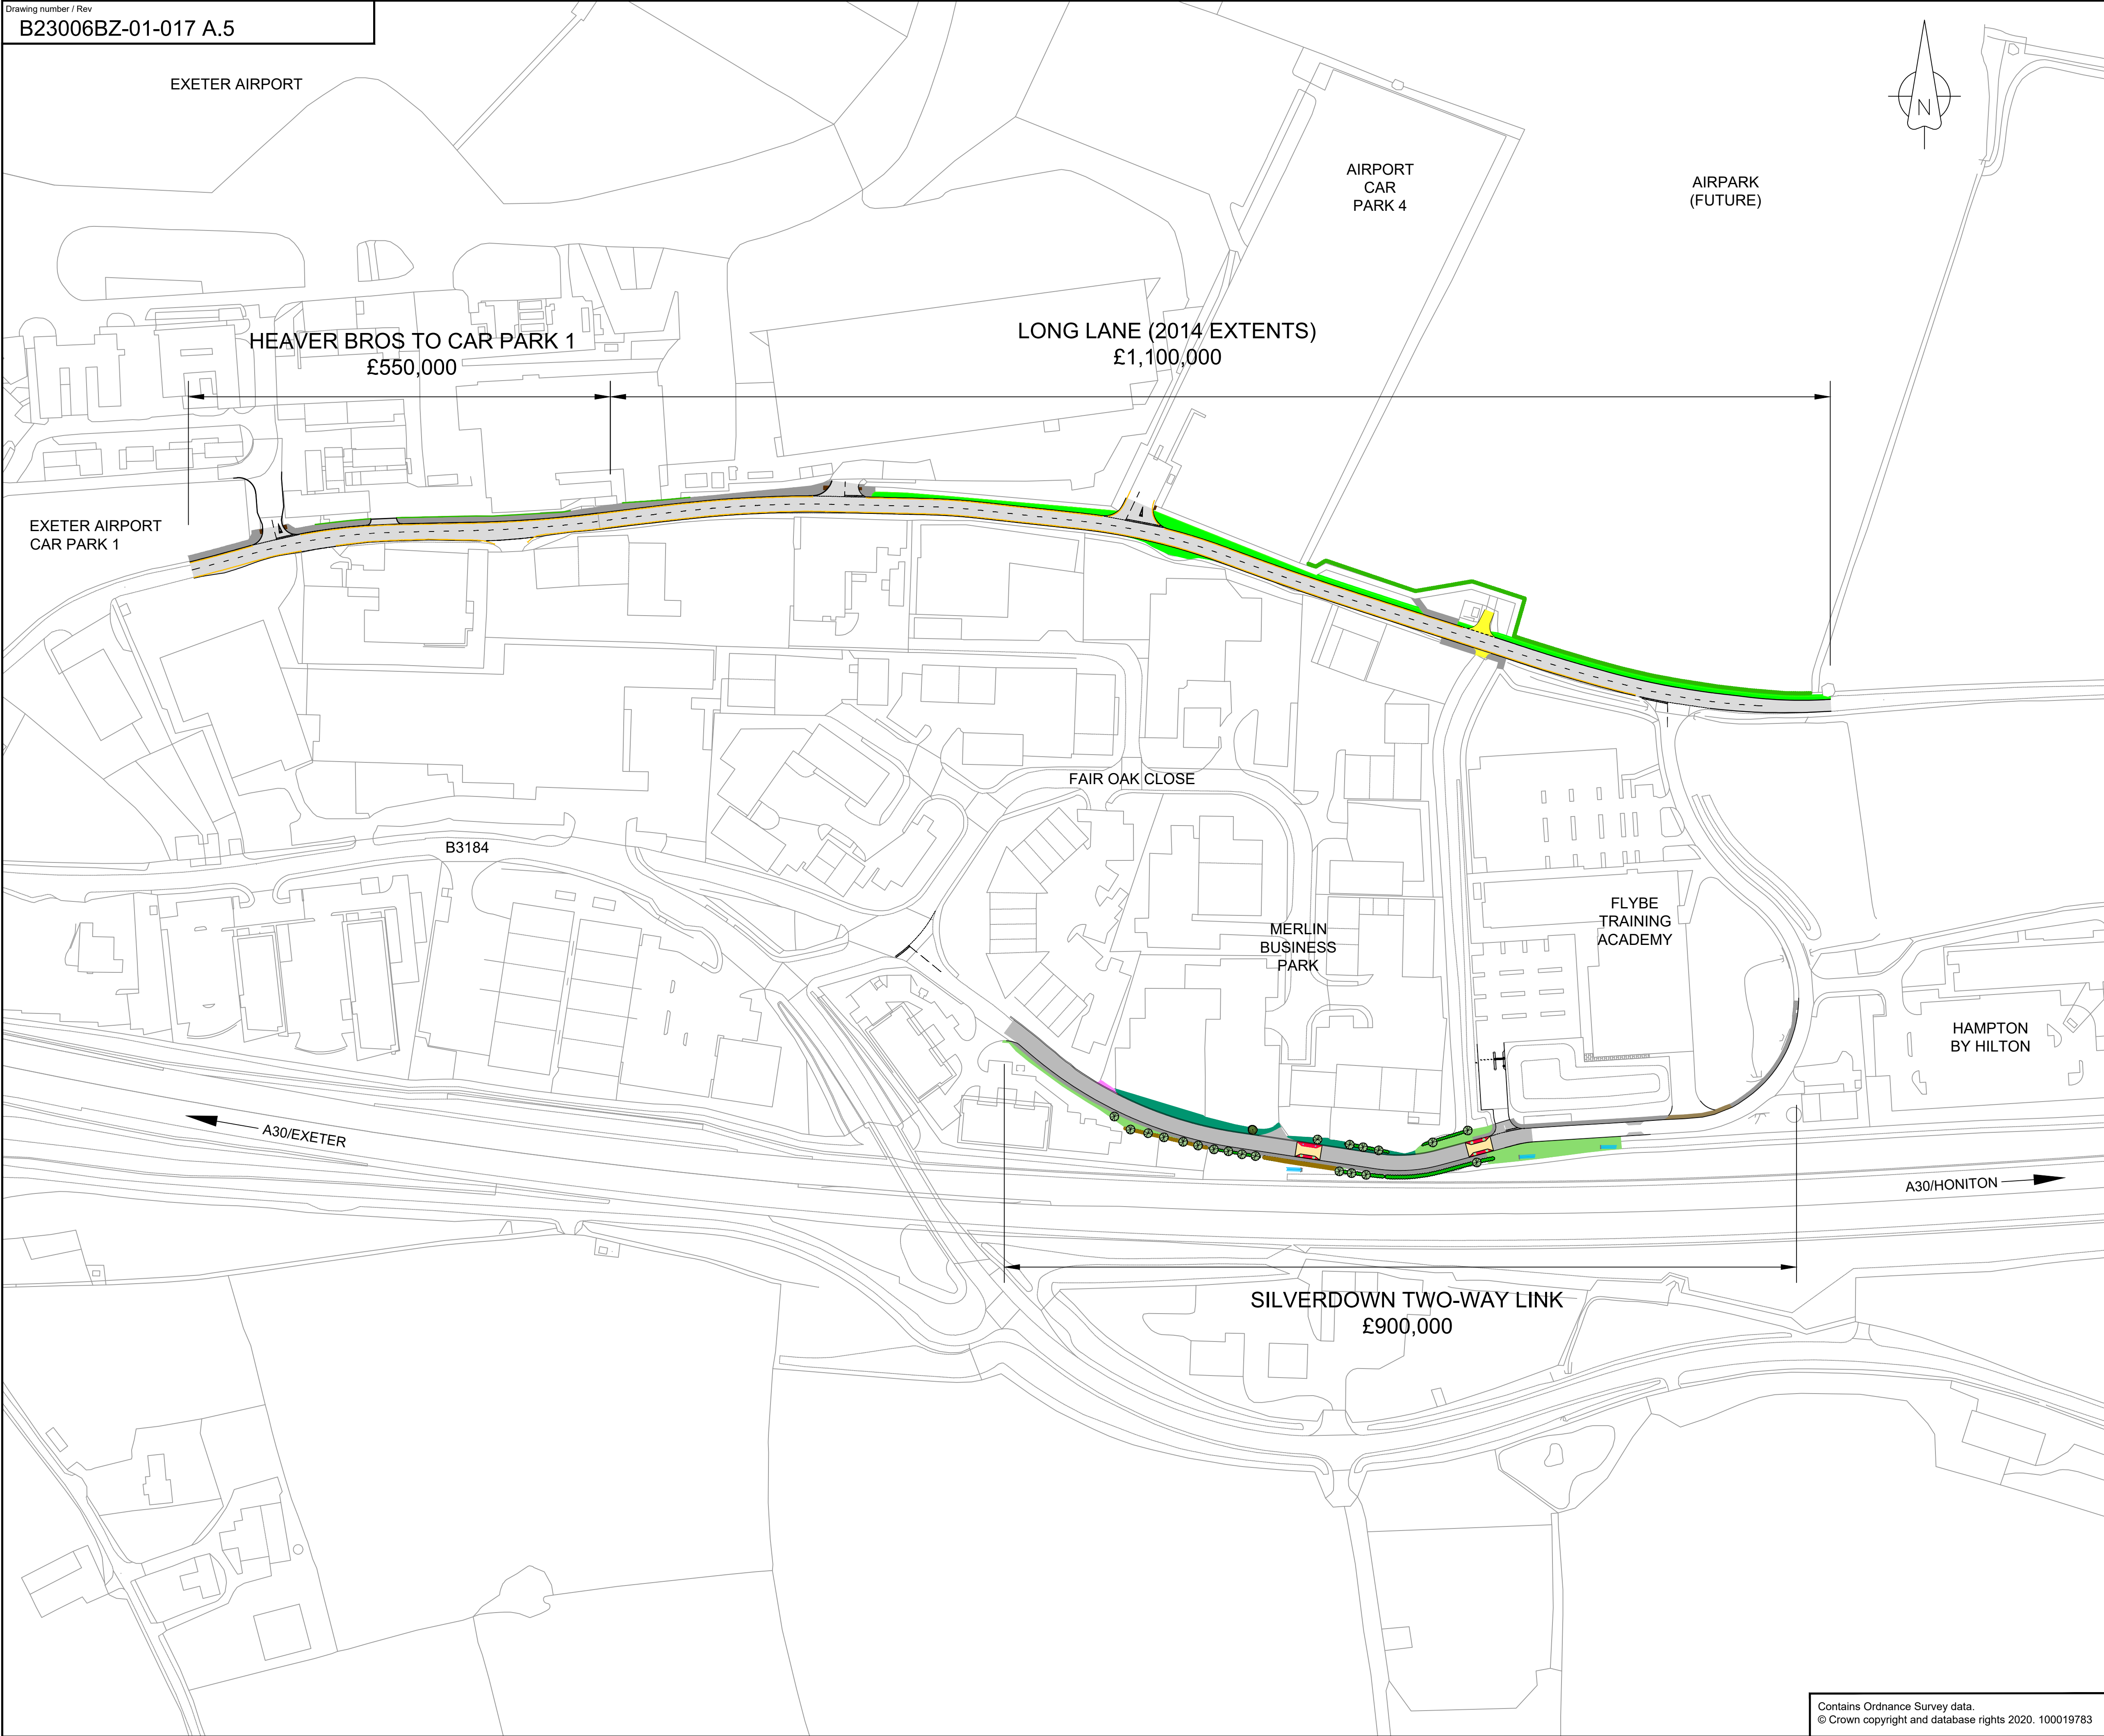 Drawing number / Rev
B23006BZ-01-017 A.5
EXETER AIRPORT
N
AIRPORT
CAR
PARK 4
AIRPARK
(FUTURE)
HEAVER BROS TO CAR PARK 1
£550,000
LONG LANE (2014 EXTENTS)
£1,100,000
EXETER AIRPORT
CAR PARK 1
FAIR OAK CLOSE
B3184
MERLIN
BUSINESS
PARK
FLYBE
TRAINING
ACADEMY
HAMPTON
BY HILTON
A30/EXETER
A30/HONITON
SILVERDOWN TWO-WAY LINK
£900,000
Contains Ordnance Survey data.
© Crown copyright and database rights 2020. 100019783